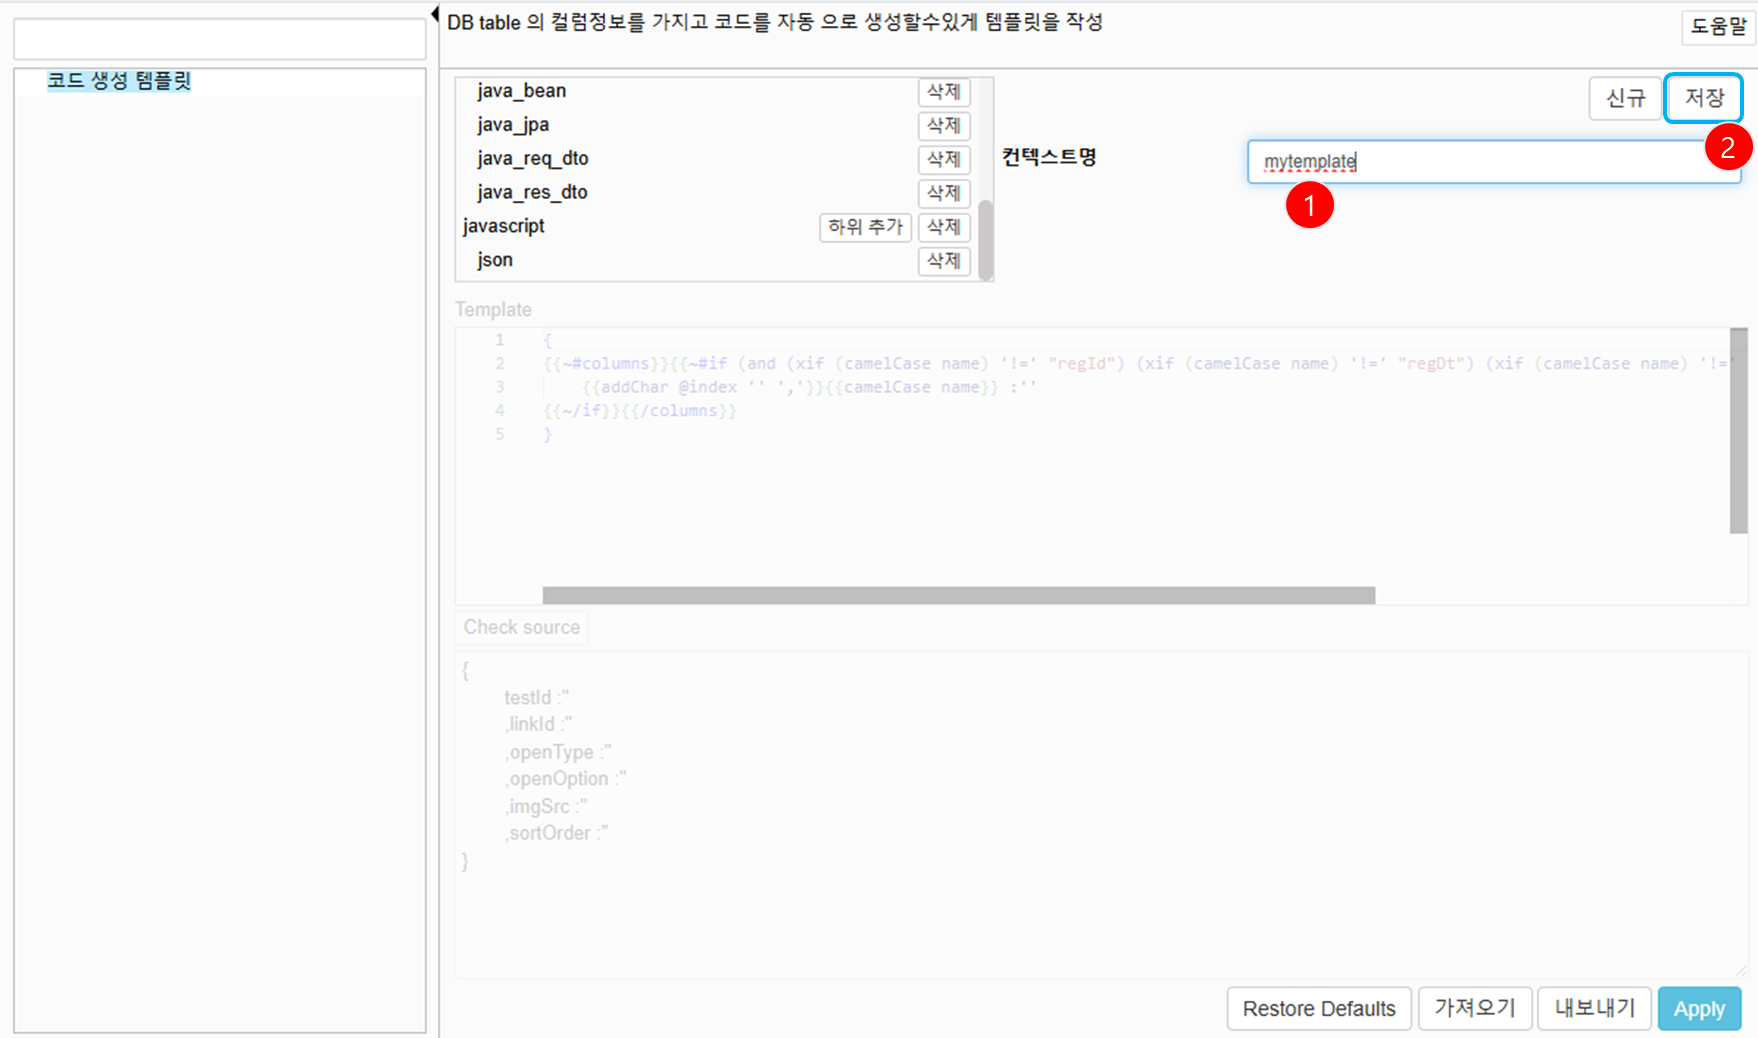 DB table 의 컬럼정보를 가지고 코드를 자동 으로 생성할수있게 템플릿을 작성
도움말
코드 생성 템플릿
java_bean 삭제
java_jpa 삭제
java_req_dto 삭제
java_res_dto 삭제
javascript 하위 추가 삭제
json 삭제
신규 저장
컨텍스트명 mytemplate
2
1
Template
1 {
2 {{~#columns}}{{~#if (and (xif (camelCase name) '!=' "regId") (xif (camelCase name) '!=' "regDt") (xif (camelCase name) '!='
3 {{addChar @index '' ','}}{{camelCase name}} :''
4 {{~/if}}{{/columns}}
5 }
Check source
{
testId :''
,linkId :''
,openType :''
,openOption :''
,imgSrc :''
,sortOrder :''
}
Restore Defaults 가져오기 내보내기 Apply